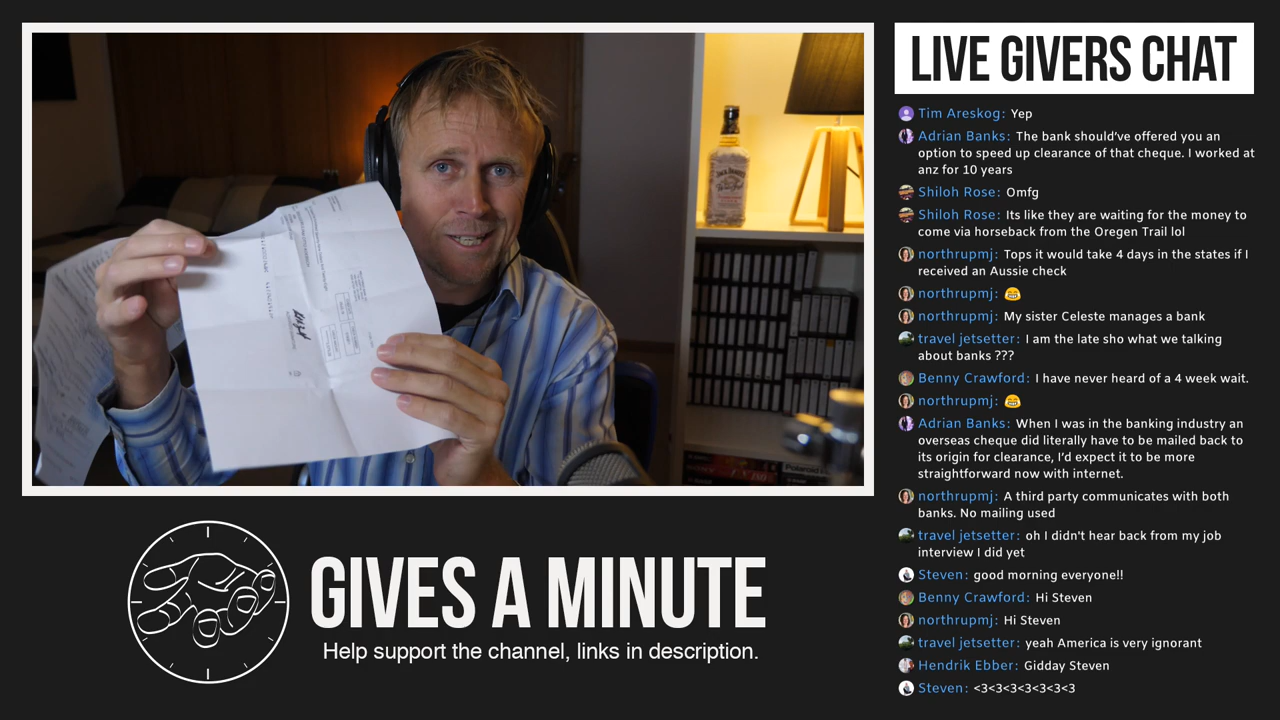 LIVE GIVERS CHAT
Tim Areskog: Yep
Adrian Banks: The bank should've offered you an
option to speed up clearance of that cheque. I worked at
anz for 10 years
Shiloh Rose: Omfg
Shiloh Rose: Its like they are waiting for the money to
come via horseback from the Oregen Trail lol
northrupmj: Tops it would take 4 days in the states if I
received an Aussie check
northrupmj: 😁
northrupmj: My sister Celeste manages a bank
travel jetsetter: I am the late sho what we talking
about banks ???
Benny Crawford: I have never heard of a 4 week wait.
northrupmj: 😁
Adrian Banks: When I was in the banking industry an
overseas cheque did literally have to be mailed back to
its origin for clearance, I'd expect it to be more
straightforward now with internet.
northrupmj: A third party communicates with both
banks. No mailing used
travel jetsetter: oh I didn't hear back from my job
interview I did yet
Steven: good morning everyone!!
Benny Crawford: Hi Steven
northrupmj: Hi Steven
travel jetsetter: yeah America is very ignorant
Hendrik Ebber: Gidday Steven
Steven: <3<3<3<3<3<3<3
GIVES A MINUTE
Help support the channel, links in description.